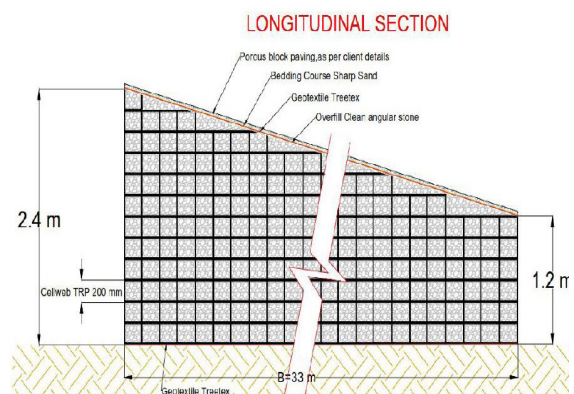 LONGITUDINAL SECTION
Porous block paving,as per client details
Bedding Course Sharp Sand
Geotextile Treetex
Overfill Clean angular stone
2.4 m
Cellweb TRP 200 mm
1.2 m
B=33 m
Geotextile Treetex